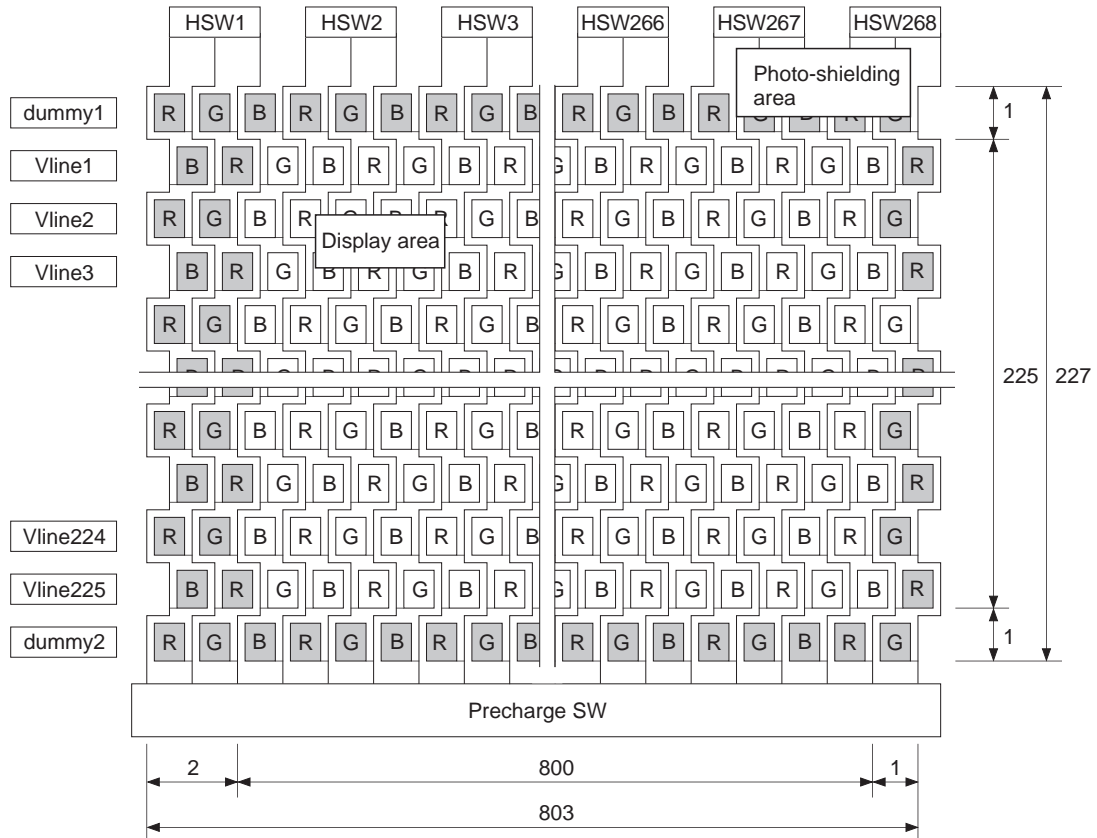 HSW1 HSW2 HSW3 HSW266 HSW267 HSW268
Photo-shielding
area
dummy1 R G B R G B R G B R G B R 1
Vline1 B R G B R G B R G B R G B R G B R
Vline2 R G B R R G B R G B R G B R G
Display area
Vline3 B R G B R G B R G B R G B R G B R
R G B R G B R G B R G B R G B R G
225 227
R G B R G B R G B R G B R G B R G
B R G B R G B R G B R G B R G B R
Vline224 R G B R G B R G B R G B R G B R G
Vline225 B R G B R G B R G B R G B R G B R
dummy2 R G B R G B R G B R G B R G B R G 1
Precharge SW
2 800 1
803